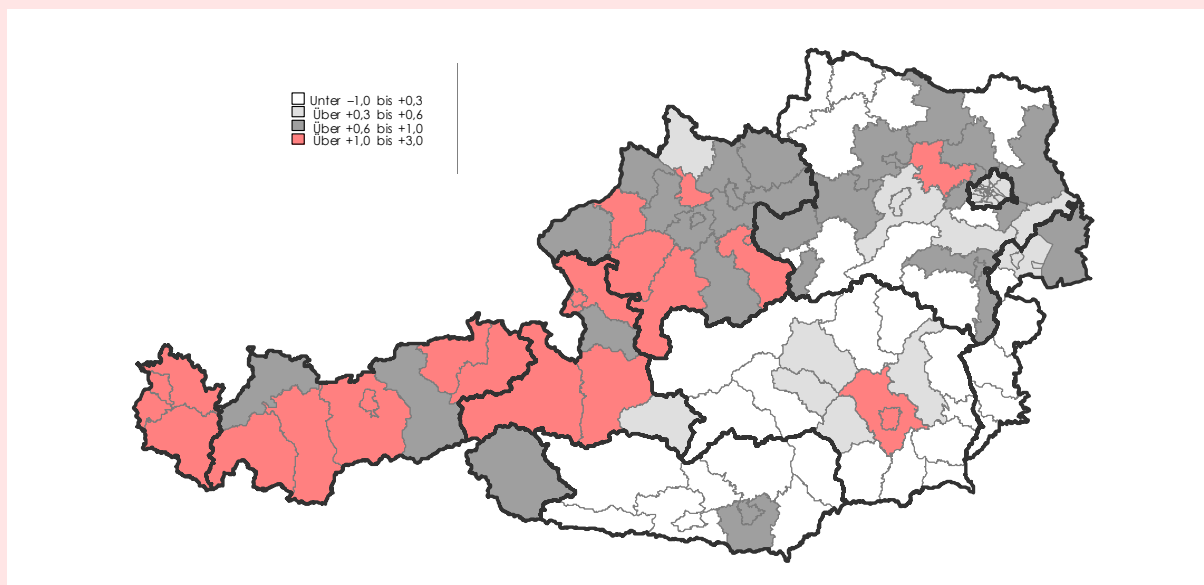 Unter –1,0 bis +0,3
Über +0,3 bis +0,6
Über +0,6 bis +1,0
Über +1,0 bis +3,0